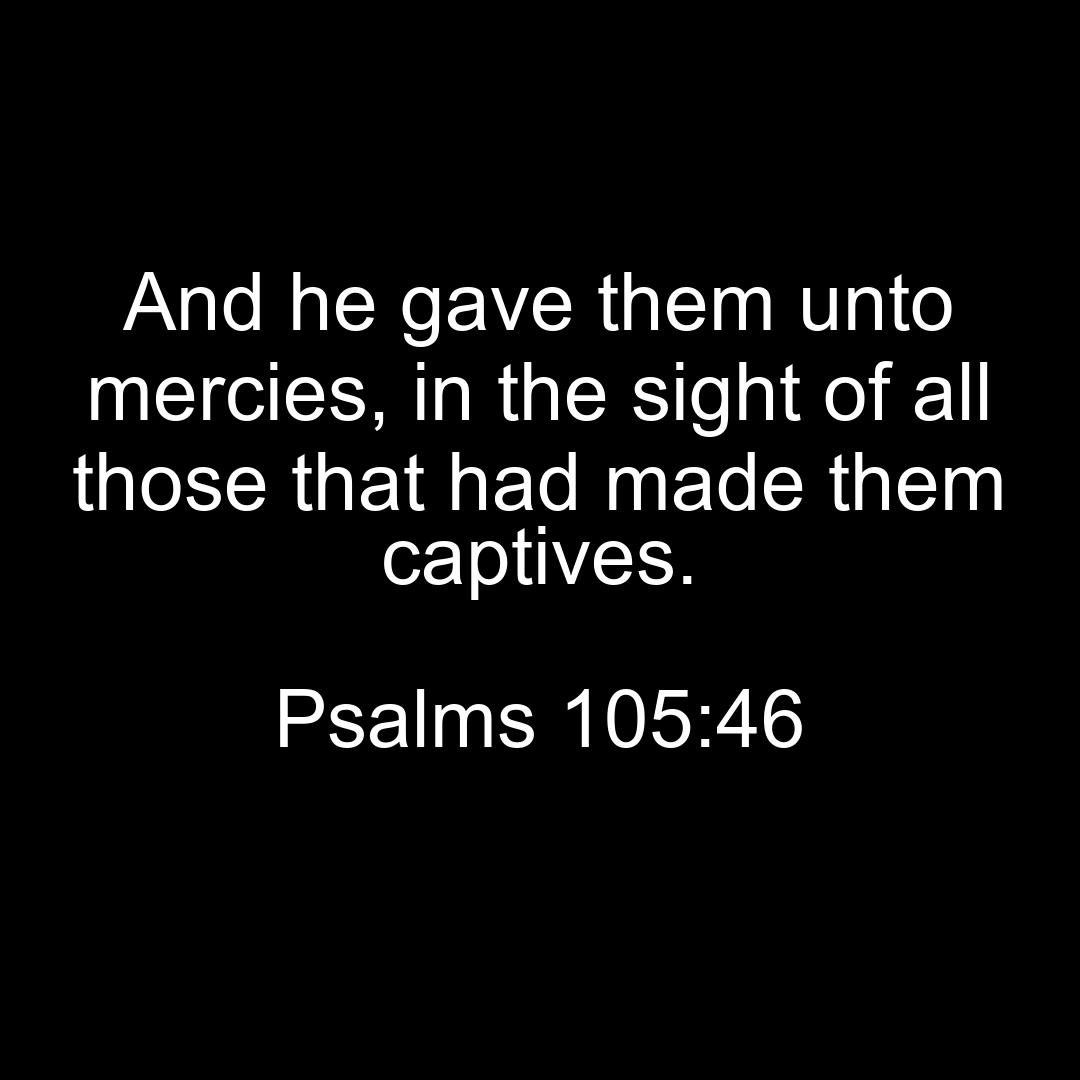 And he gave them unto
mercies, in the sight of all
those that had made them
captives.
Psalms 105:46